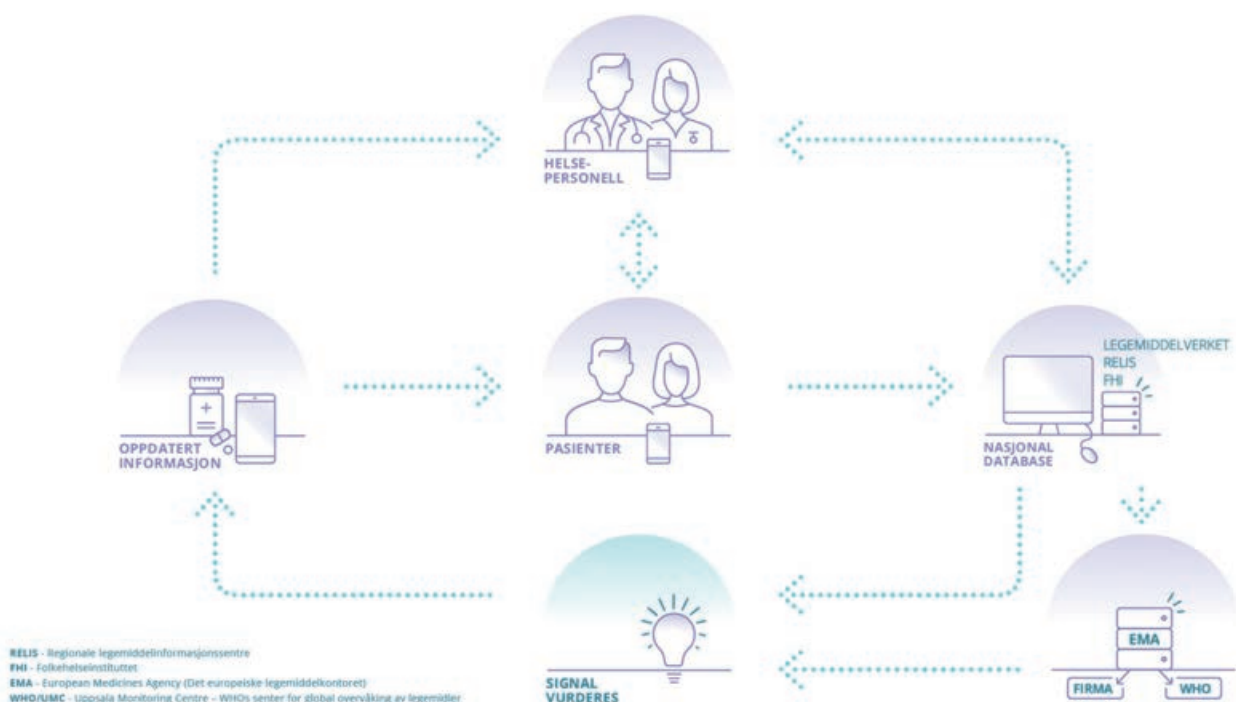 HELSE-
PERSONELL
LEGEMIDDELVERKET
RELIS
FHI
OPPDATERT
INFORMASJON
PASIENTER
NASJONAL
DATABASE
EMA
FIRMA
WHO
SIGNAL
VURDERES
RELIS - Regionale legemiddelinformasjonssentre
FHI - Folkehelseinstituttet
EMA - European Medicines Agency (Det europeiske legemiddelkontoret)
WHO/UMC - Uppsala Monitoring Centre – WHOs senter for global overvåking av legemidler